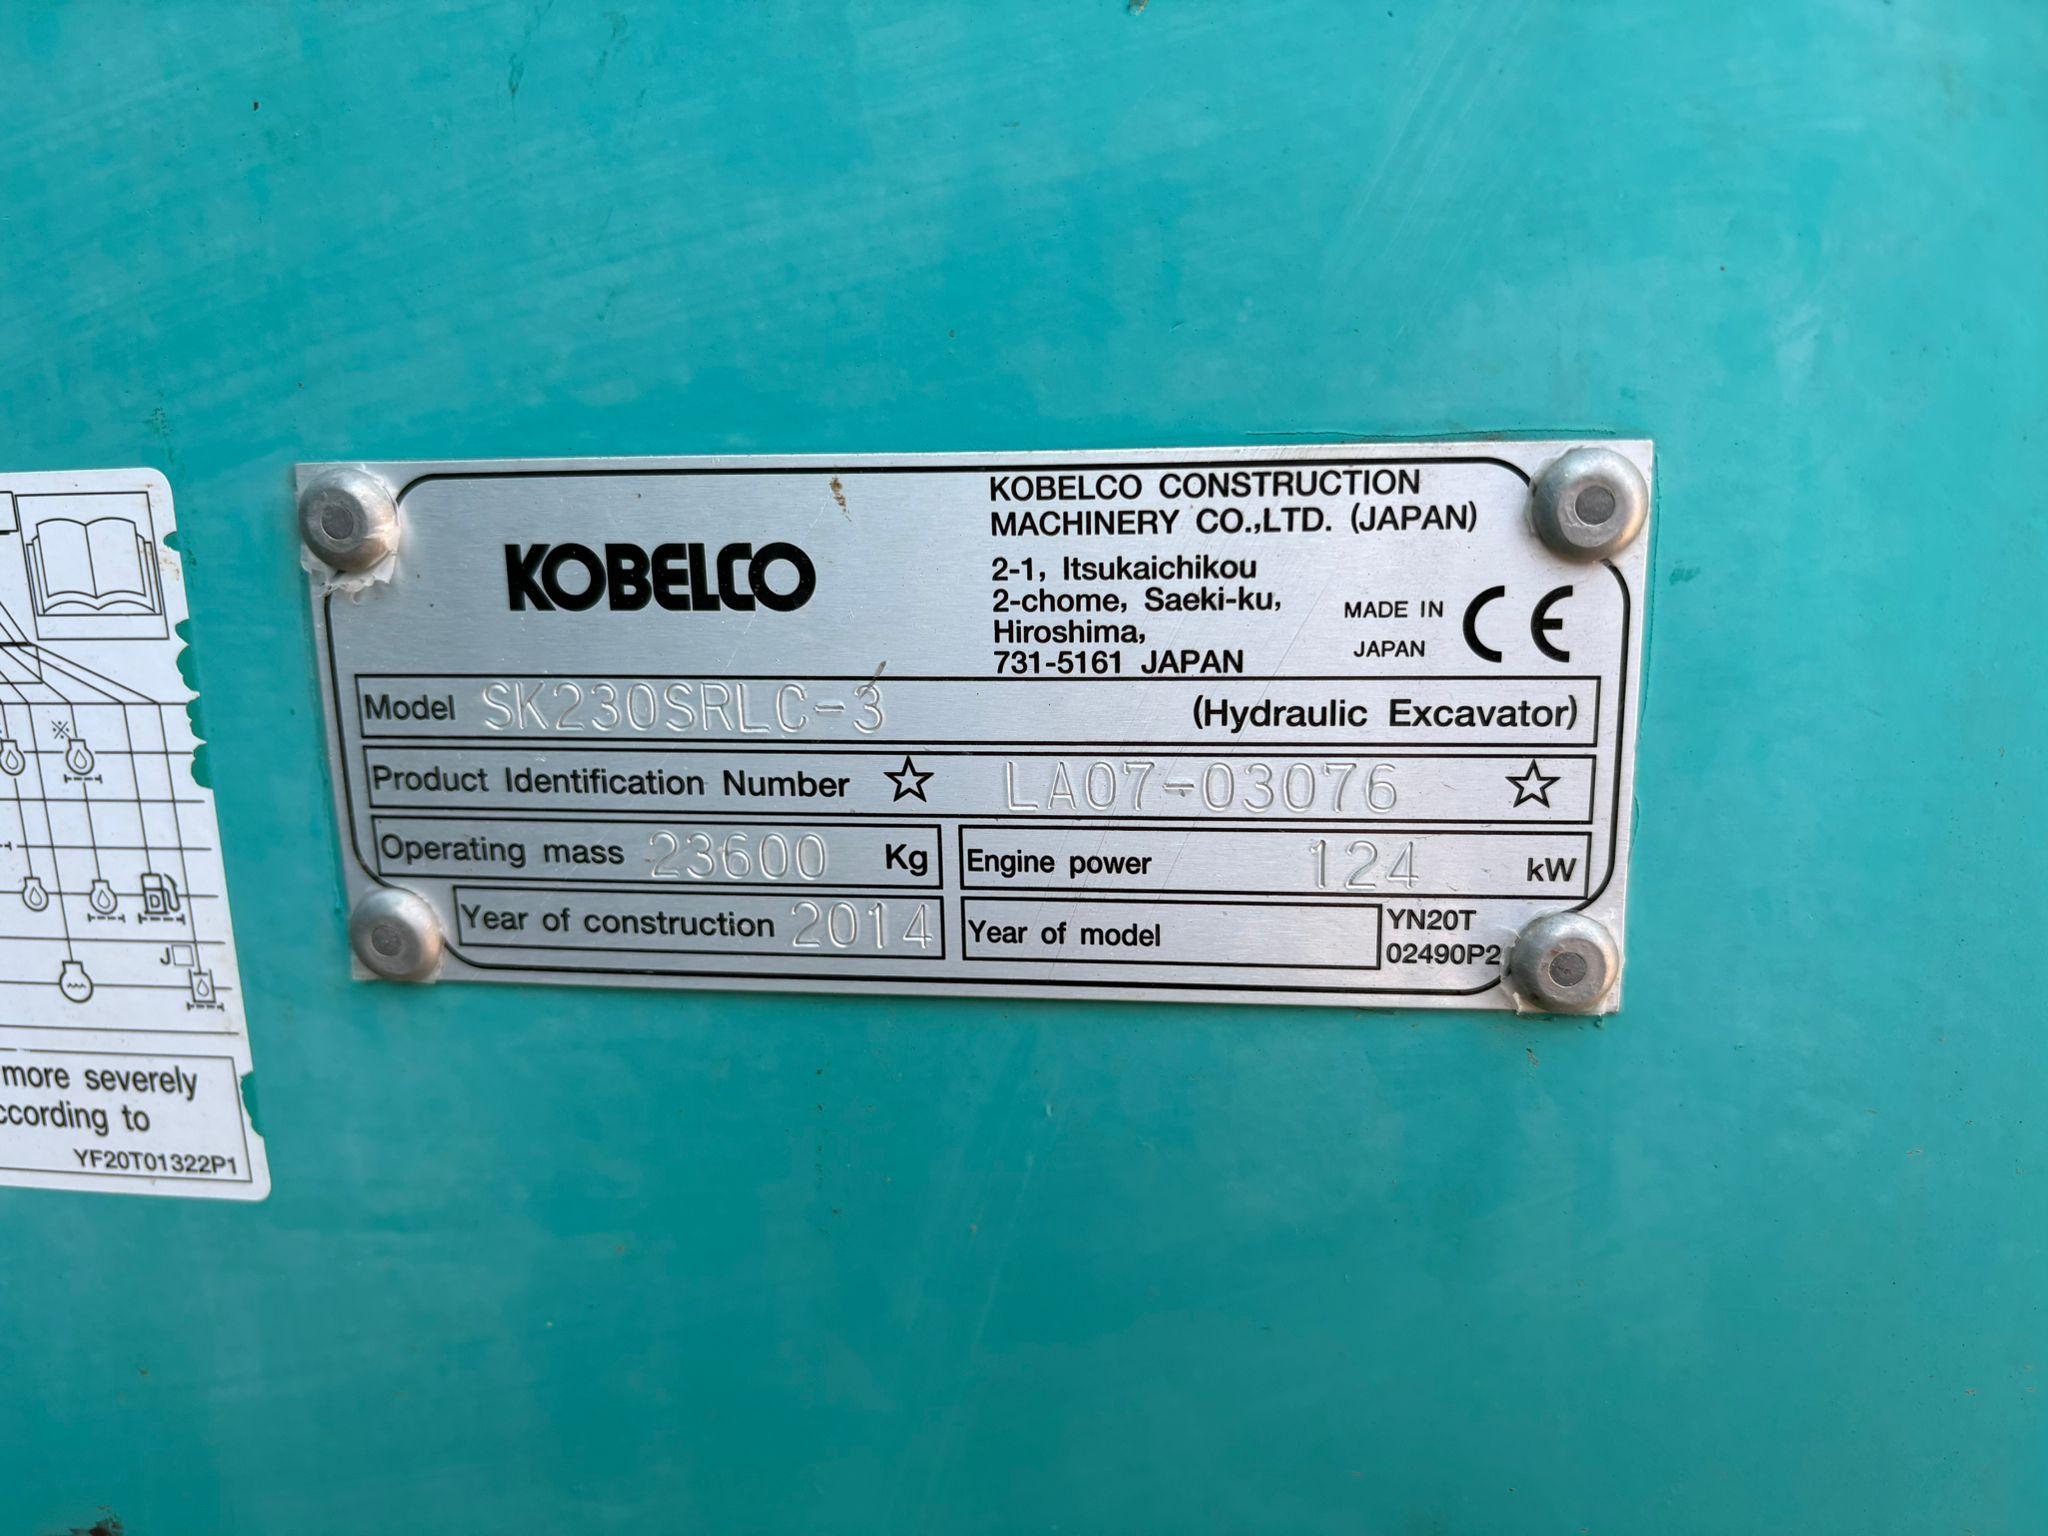 KOBELCO
KOBELCO CONSTRUCTION
MACHINERY CO.,LTD. (JAPAN)
2-1, Itsukaichikou
2-chome, Saeki-ku,
Hiroshima,
731-5161 JAPAN
MADE IN
JAPAN
CE
Model SK230SRLC-3 (Hydraulic Excavator)
Product Identification Number ☆ LA07-03076 ☆
Operating mass 23600 Kg
Engine power 124 kW
Year of construction 2014
Year of model
YN20T
02490P2
※
D
J
more severely
ccording to
YF20T01322P1